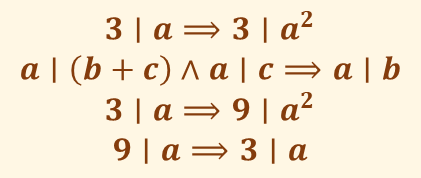 3 ∣ a ⟹ 3 ∣ a²
a ∣ (b + c) ∧ a ∣ c ⟹ a ∣ b
3 ∣ a ⟹ 9 ∣ a²
9 ∣ a ⟹ 3 ∣ a